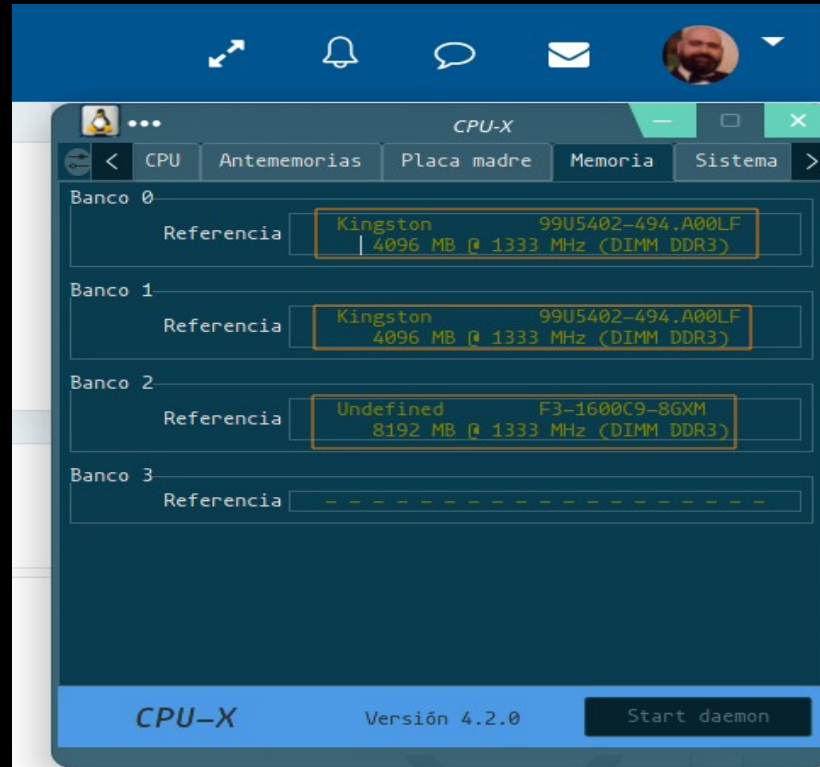 CPU-X
CPU Antememorias Placa madre Memoria Sistema
Banco 0
Referencia
Kingston 99U5402-494.A00LF
4096 MB @ 1333 MHz (DIMM DDR3)
Banco 1
Referencia
Kingston 99U5402-494.A00LF
4096 MB @ 1333 MHz (DIMM DDR3)
Banco 2
Referencia
Undefined F3-1600C9-8GXM
8192 MB @ 1333 MHz (DIMM DDR3)
Banco 3
Referencia
- - - - - - - - - - - - - - - - - - -
CPU-X Versión 4.2.0 Start daemon